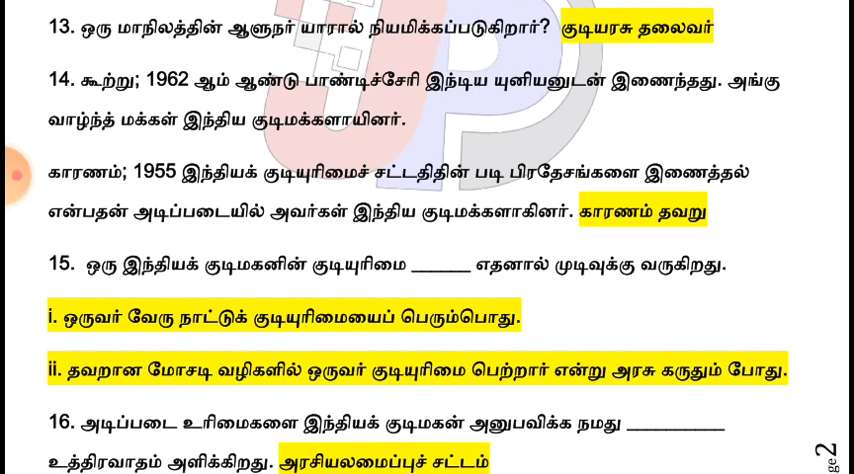 13. ஒரு மாநிலத்தின் ஆளுநர் யாரால் நியமிக்கப்படுகிறார்? குடியரசு தலைவர்
14. கூற்று; 1962 ஆம் ஆண்டு பாண்டிச்சேரி இந்டிய யுனியனுடன் இணைந்தது. அங்கு
வாழ்ந்த் மக்கள் இந்திய குடிமக்களாயினர்.
காரணம்; 1955 இந்தியக் குடியுரிமைச் சட்டதிதின் படி பிரதேசங்களை இணைத்தல்
என்பதன் அடிப்படையில் அவர்கள் இந்திய குடிமக்களாகினர். காரணம் தவறு
15. ஒரு இந்தியக் குடிமகனின் குடியுரிமை ______ எதனால் முடிவுக்கு வருகிறது.
i. ஒருவர் வேரு நாட்டுக் குடியுரிமையைப் பெரும்பொது.
ii. தவறான மோசடி வழிகளில் ஒருவர் குடியுரிமை பெற்றார் என்று அரசு கருதும் போது.
16. அடிப்படை உரிமைகளை இந்தியக் குடிமகன் அனுபவிக்க நமது __________
உத்திரவாதம் அளிக்கிறது. அரசியலமைப்புச் சட்டம்
ge2